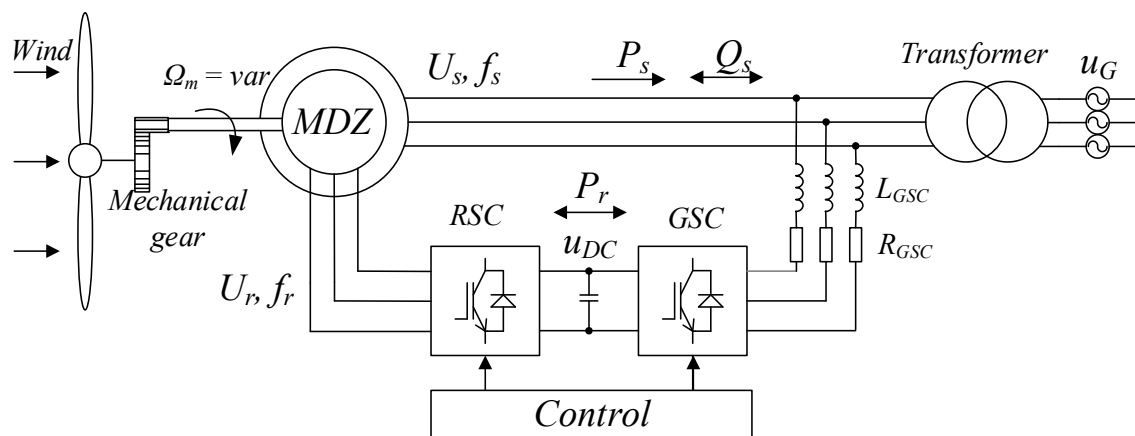 Wind
Ω_m = var
MDZ
U_s, f_s
P_s
Q_s
Transformer
u_G
Mechanical
gear
RSC
P_r
u_DC
GSC
L_GSC
R_GSC
U_r, f_r
Control